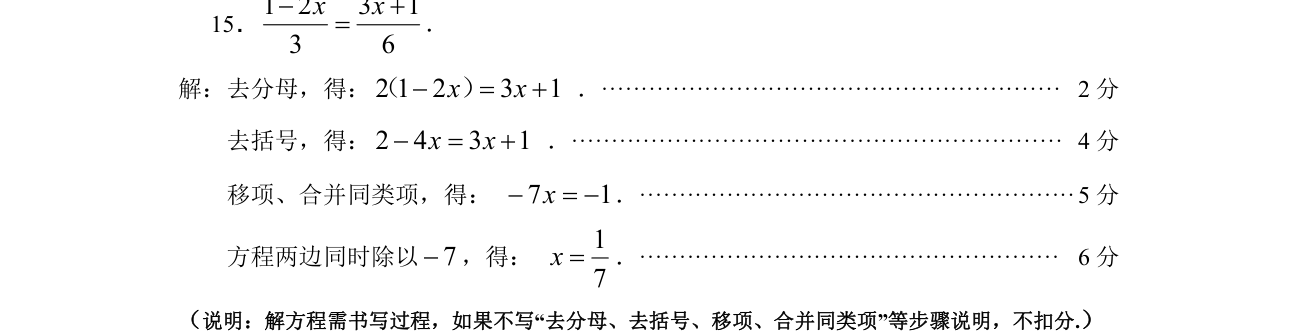 15. \frac{1-2x}{3} = \frac{3x+1}{6}.
解：去分母，得：2(1-2x)=3x+1 . ………………………………………………… 2 分
去括号，得：2-4x=3x+1 . ………………………………………………… 4 分
移项、合并同类项，得： -7x=-1. ………………………………………………5 分
方程两边同时除以-7，得： x=\frac{1}{7}. …………………………………………… 6 分
（说明：解方程需书写过程，如果不写“去分母、去括号、移项、合并同类项”等步骤说明，不扣分.）